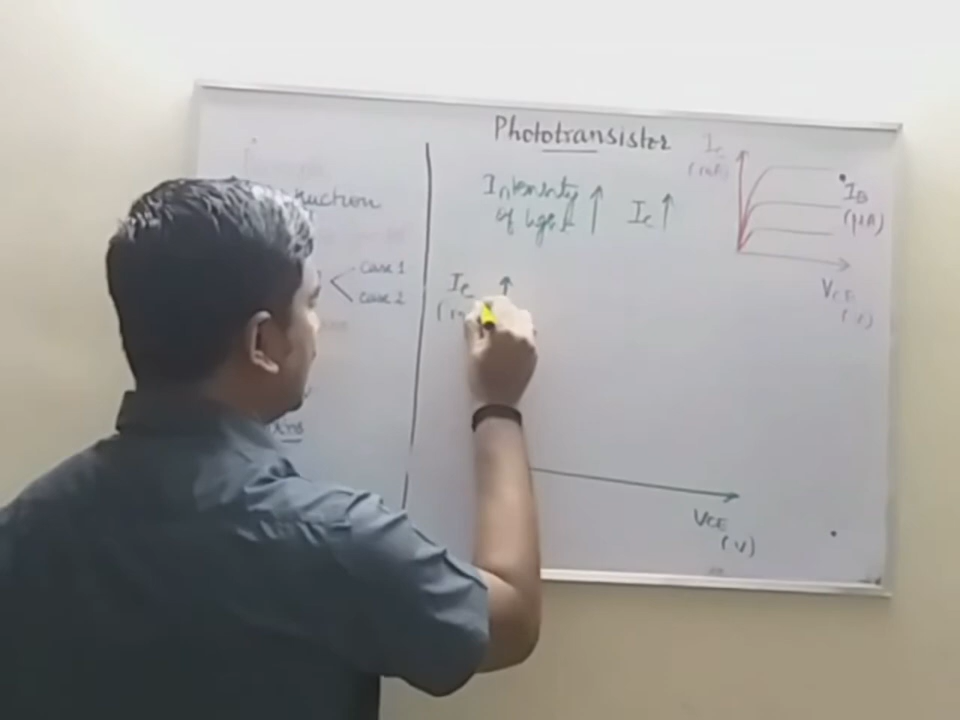 Phototransistor
case 1
case 2
Intensity ↑ Ic ↑
of light
Ic
VCE
(V)
Ic
(mA)
IB
(μA)
VCE
(V)